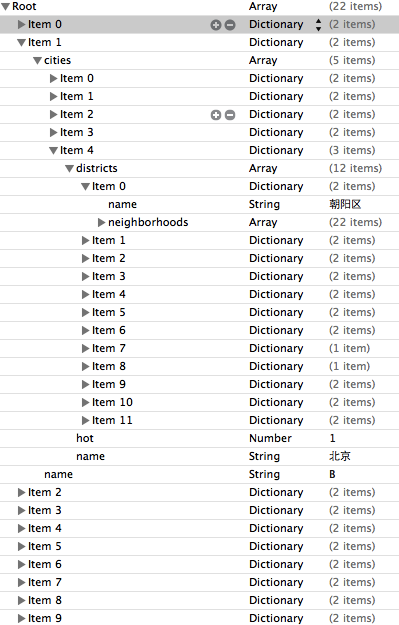 Root Array (22 items)
Item 0 Dictionary (2 items)
Item 1 Dictionary (2 items)
cities Array (5 items)
Item 0 Dictionary (2 items)
Item 1 Dictionary (2 items)
Item 2 Dictionary (2 items)
Item 3 Dictionary (2 items)
Item 4 Dictionary (3 items)
districts Array (12 items)
Item 0 Dictionary (2 items)
name String 朝阳区
neighborhoods Array (22 items)
Item 1 Dictionary (2 items)
Item 2 Dictionary (2 items)
Item 3 Dictionary (2 items)
Item 4 Dictionary (2 items)
Item 5 Dictionary (2 items)
Item 6 Dictionary (2 items)
Item 7 Dictionary (1 item)
Item 8 Dictionary (1 item)
Item 9 Dictionary (2 items)
Item 10 Dictionary (2 items)
Item 11 Dictionary (2 items)
hot Number 1
name String 北京
name String B
Item 2 Dictionary (2 items)
Item 3 Dictionary (2 items)
Item 4 Dictionary (2 items)
Item 5 Dictionary (2 items)
Item 6 Dictionary (2 items)
Item 7 Dictionary (2 items)
Item 8 Dictionary (2 items)
Item 9 Dictionary (2 items)